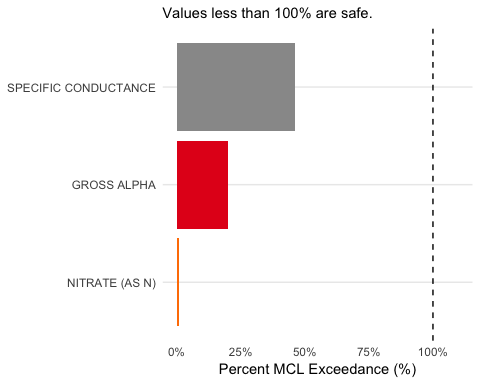 Values less than 100% are safe.
SPECIFIC CONDUCTANCE
GROSS ALPHA
NITRATE (AS N)
0% 25% 50% 75% 100%
Percent MCL Exceedance (%)